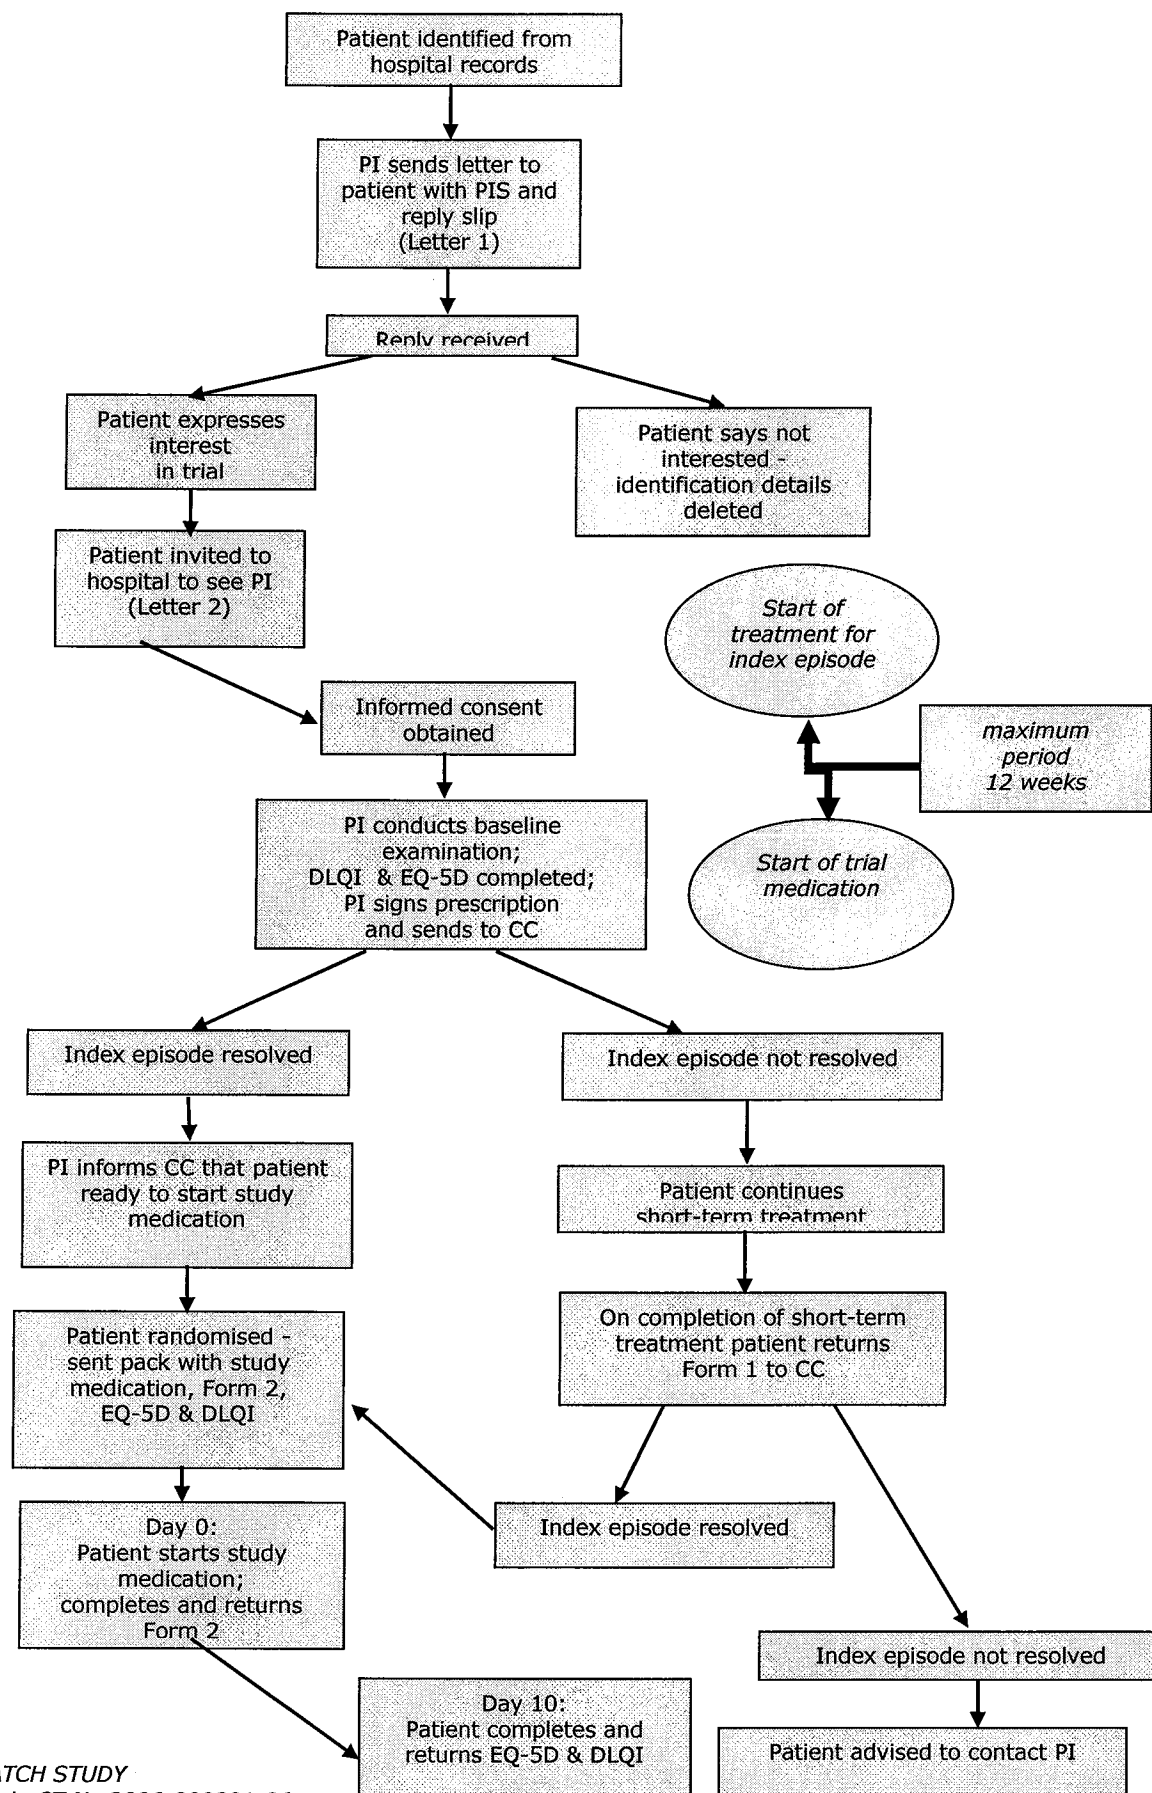 Patient identified from
hospital records
PI sends letter to
patient with PIS and
reply slip
(Letter 1)
Reply received
Patient expresses
interest
in trial
Patient says not
interested -
identification details
deleted
Patient invited to
hospital to see PI
(Letter 2)
Start of
treatment for
index episode
Informed consent
obtained
maximum
period
12 weeks
PI conducts baseline
examination;
DLQI & EQ-5D completed;
PI signs prescription
and sends to CC
Start of trial
medication
Index episode resolved
Index episode not resolved
PI informs CC that patient
ready to start study
medication
Patient continues
short-term treatment
Patient randomised -
sent pack with study
medication, Form 2,
EQ-5D & DLQI
On completion of short-term
treatment patient returns
Form 1 to CC
Index episode resolved
Day 0:
Patient starts study
medication;
completes and returns
Form 2
Index episode not resolved
Day 10:
Patient completes and
returns EQ-5D & DLQI
Patient advised to contact PI
ATCH STUDY